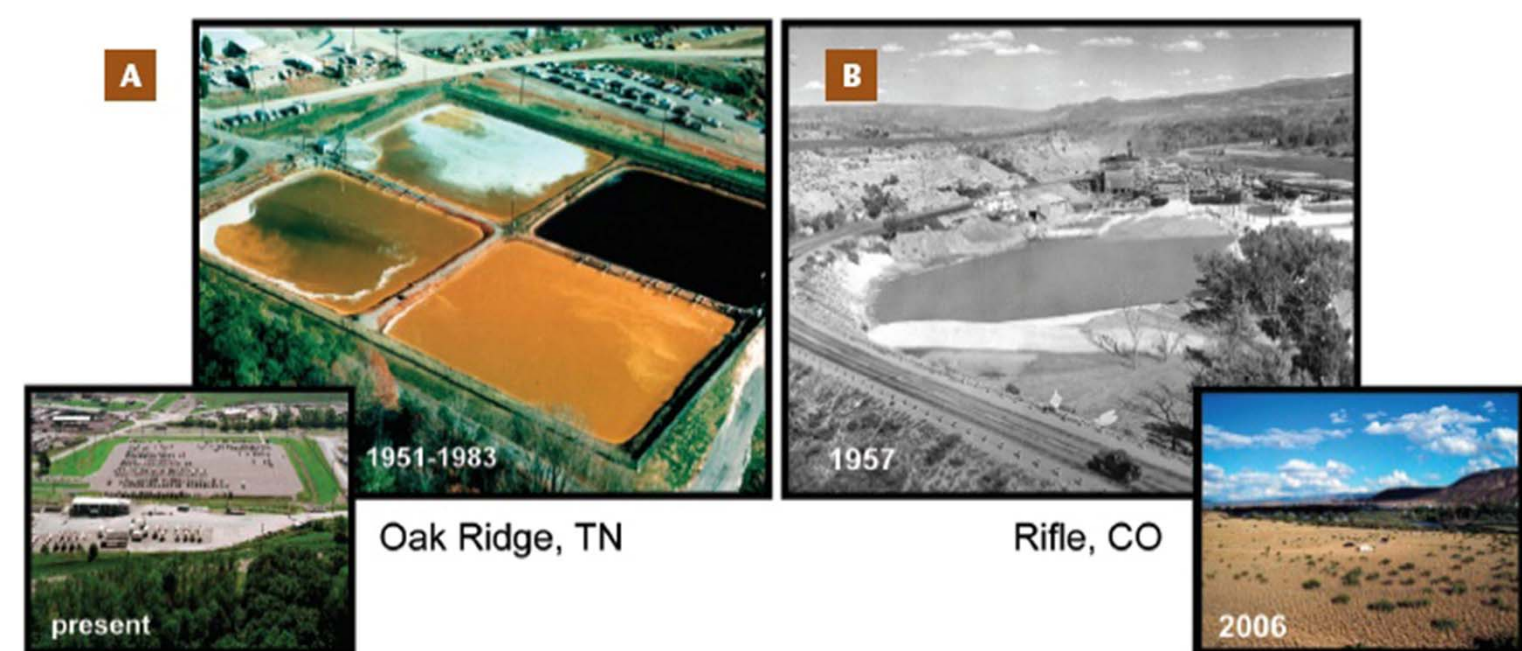 A
B
1951-1983
1957
Oak Ridge, TN
Rifle, CO
present
2006